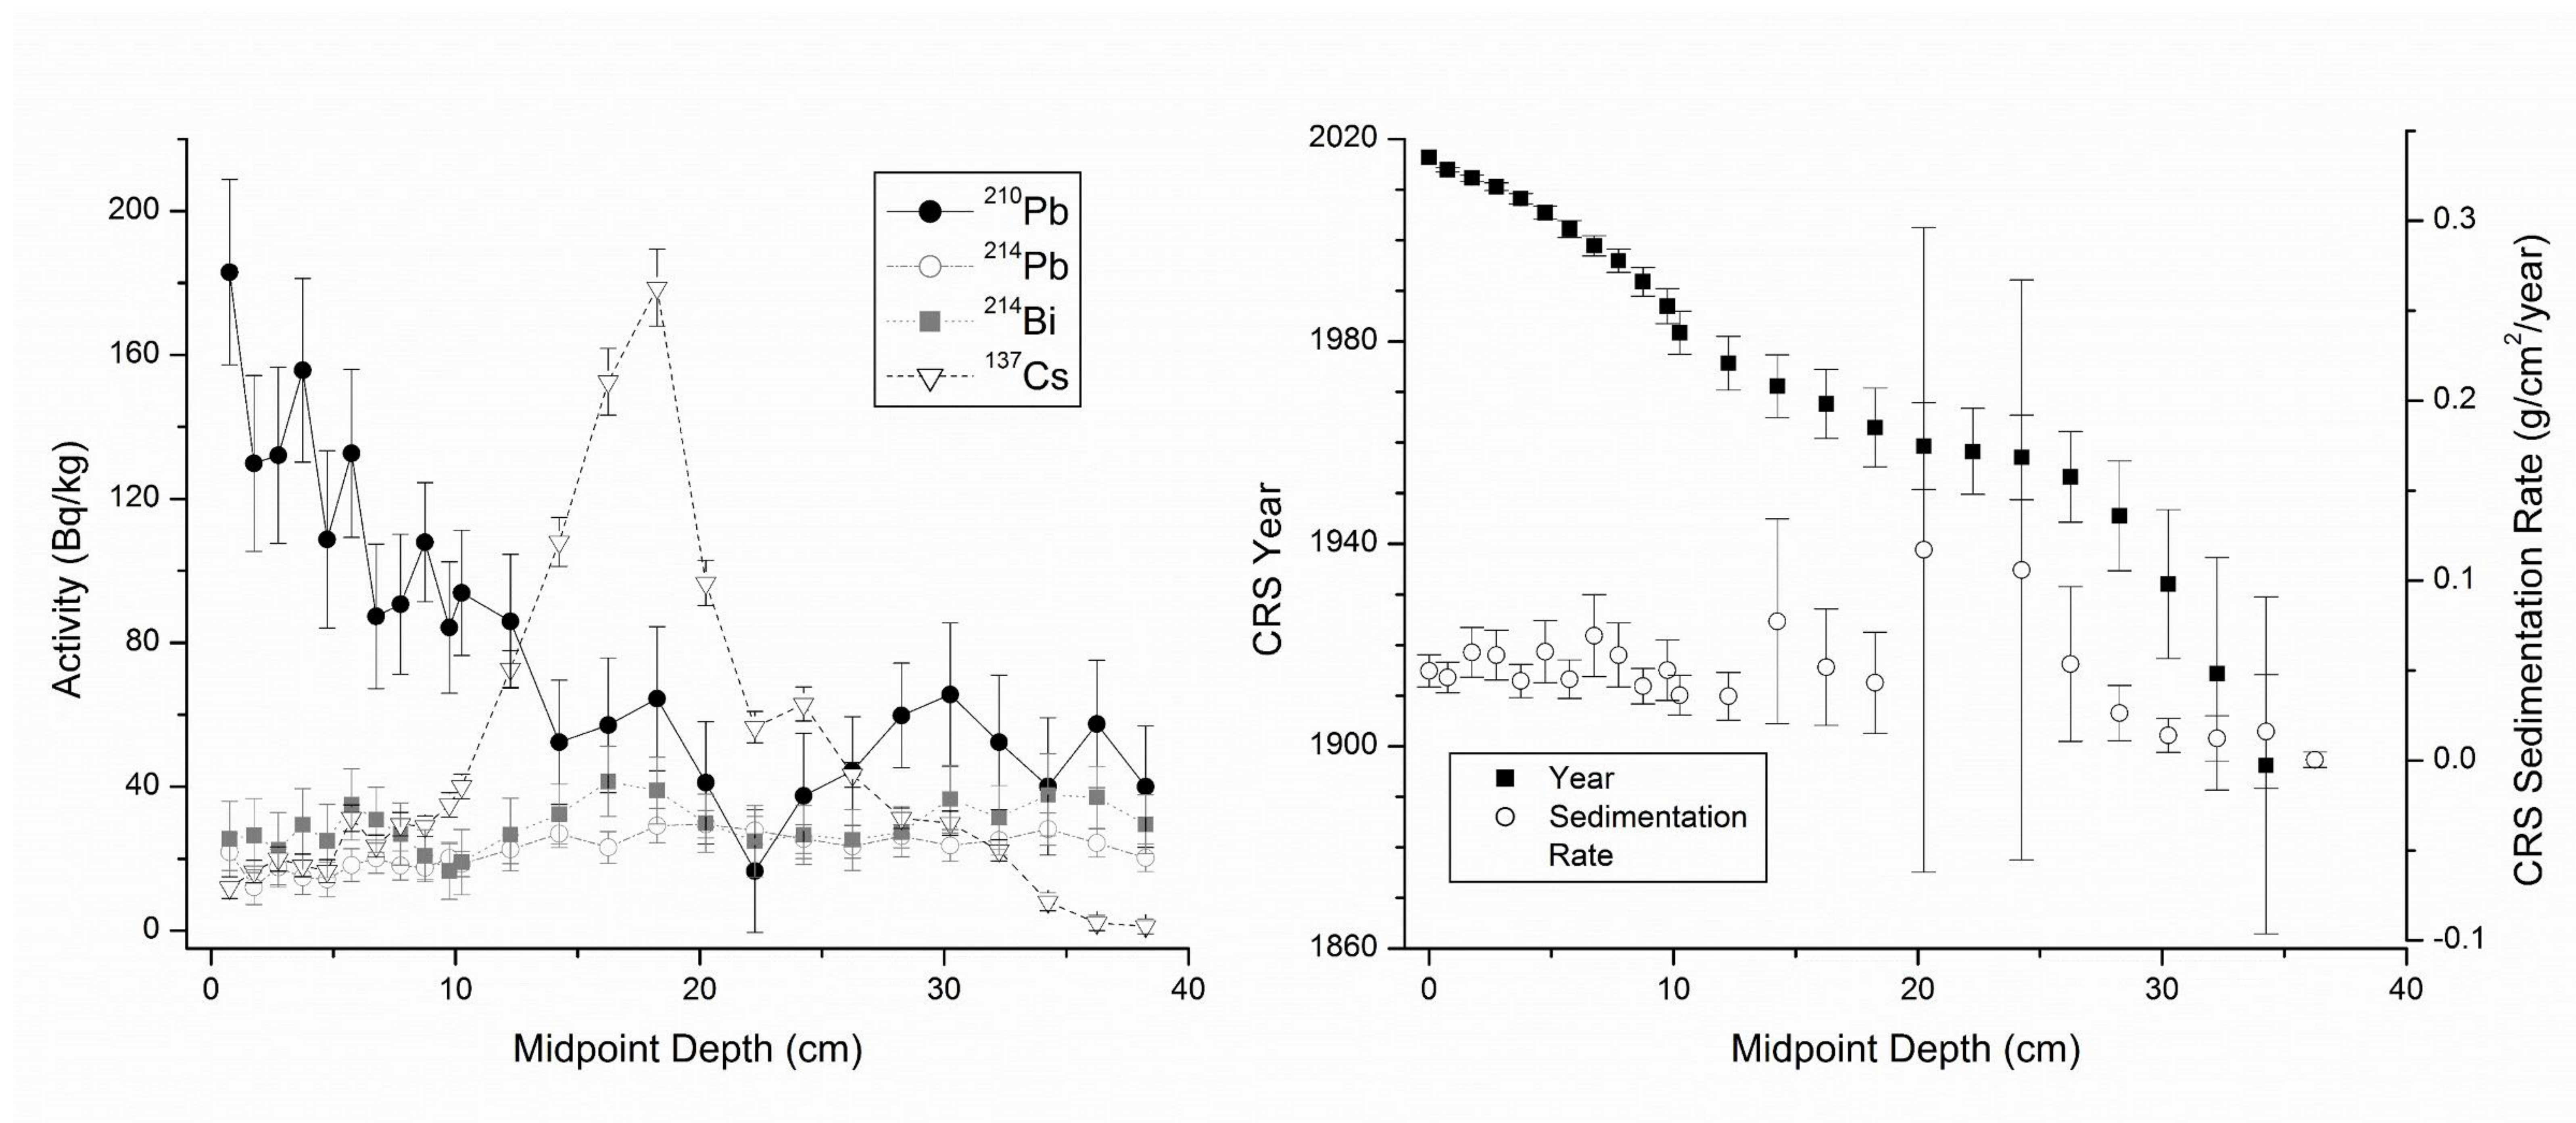 200
160
120
80
40
0
Activity (Bq/kg)
210Pb
214Pb
214Bi
137Cs
0 10 20 30 40
Midpoint Depth (cm)
2020
1980
1940
1900
1860
CRS Year
Year
Sedimentation
Rate
0.3
0.2
0.1
0.0
-0.1
CRS Sedimentation Rate (g/cm2/year)
0 10 20 30 40
Midpoint Depth (cm)